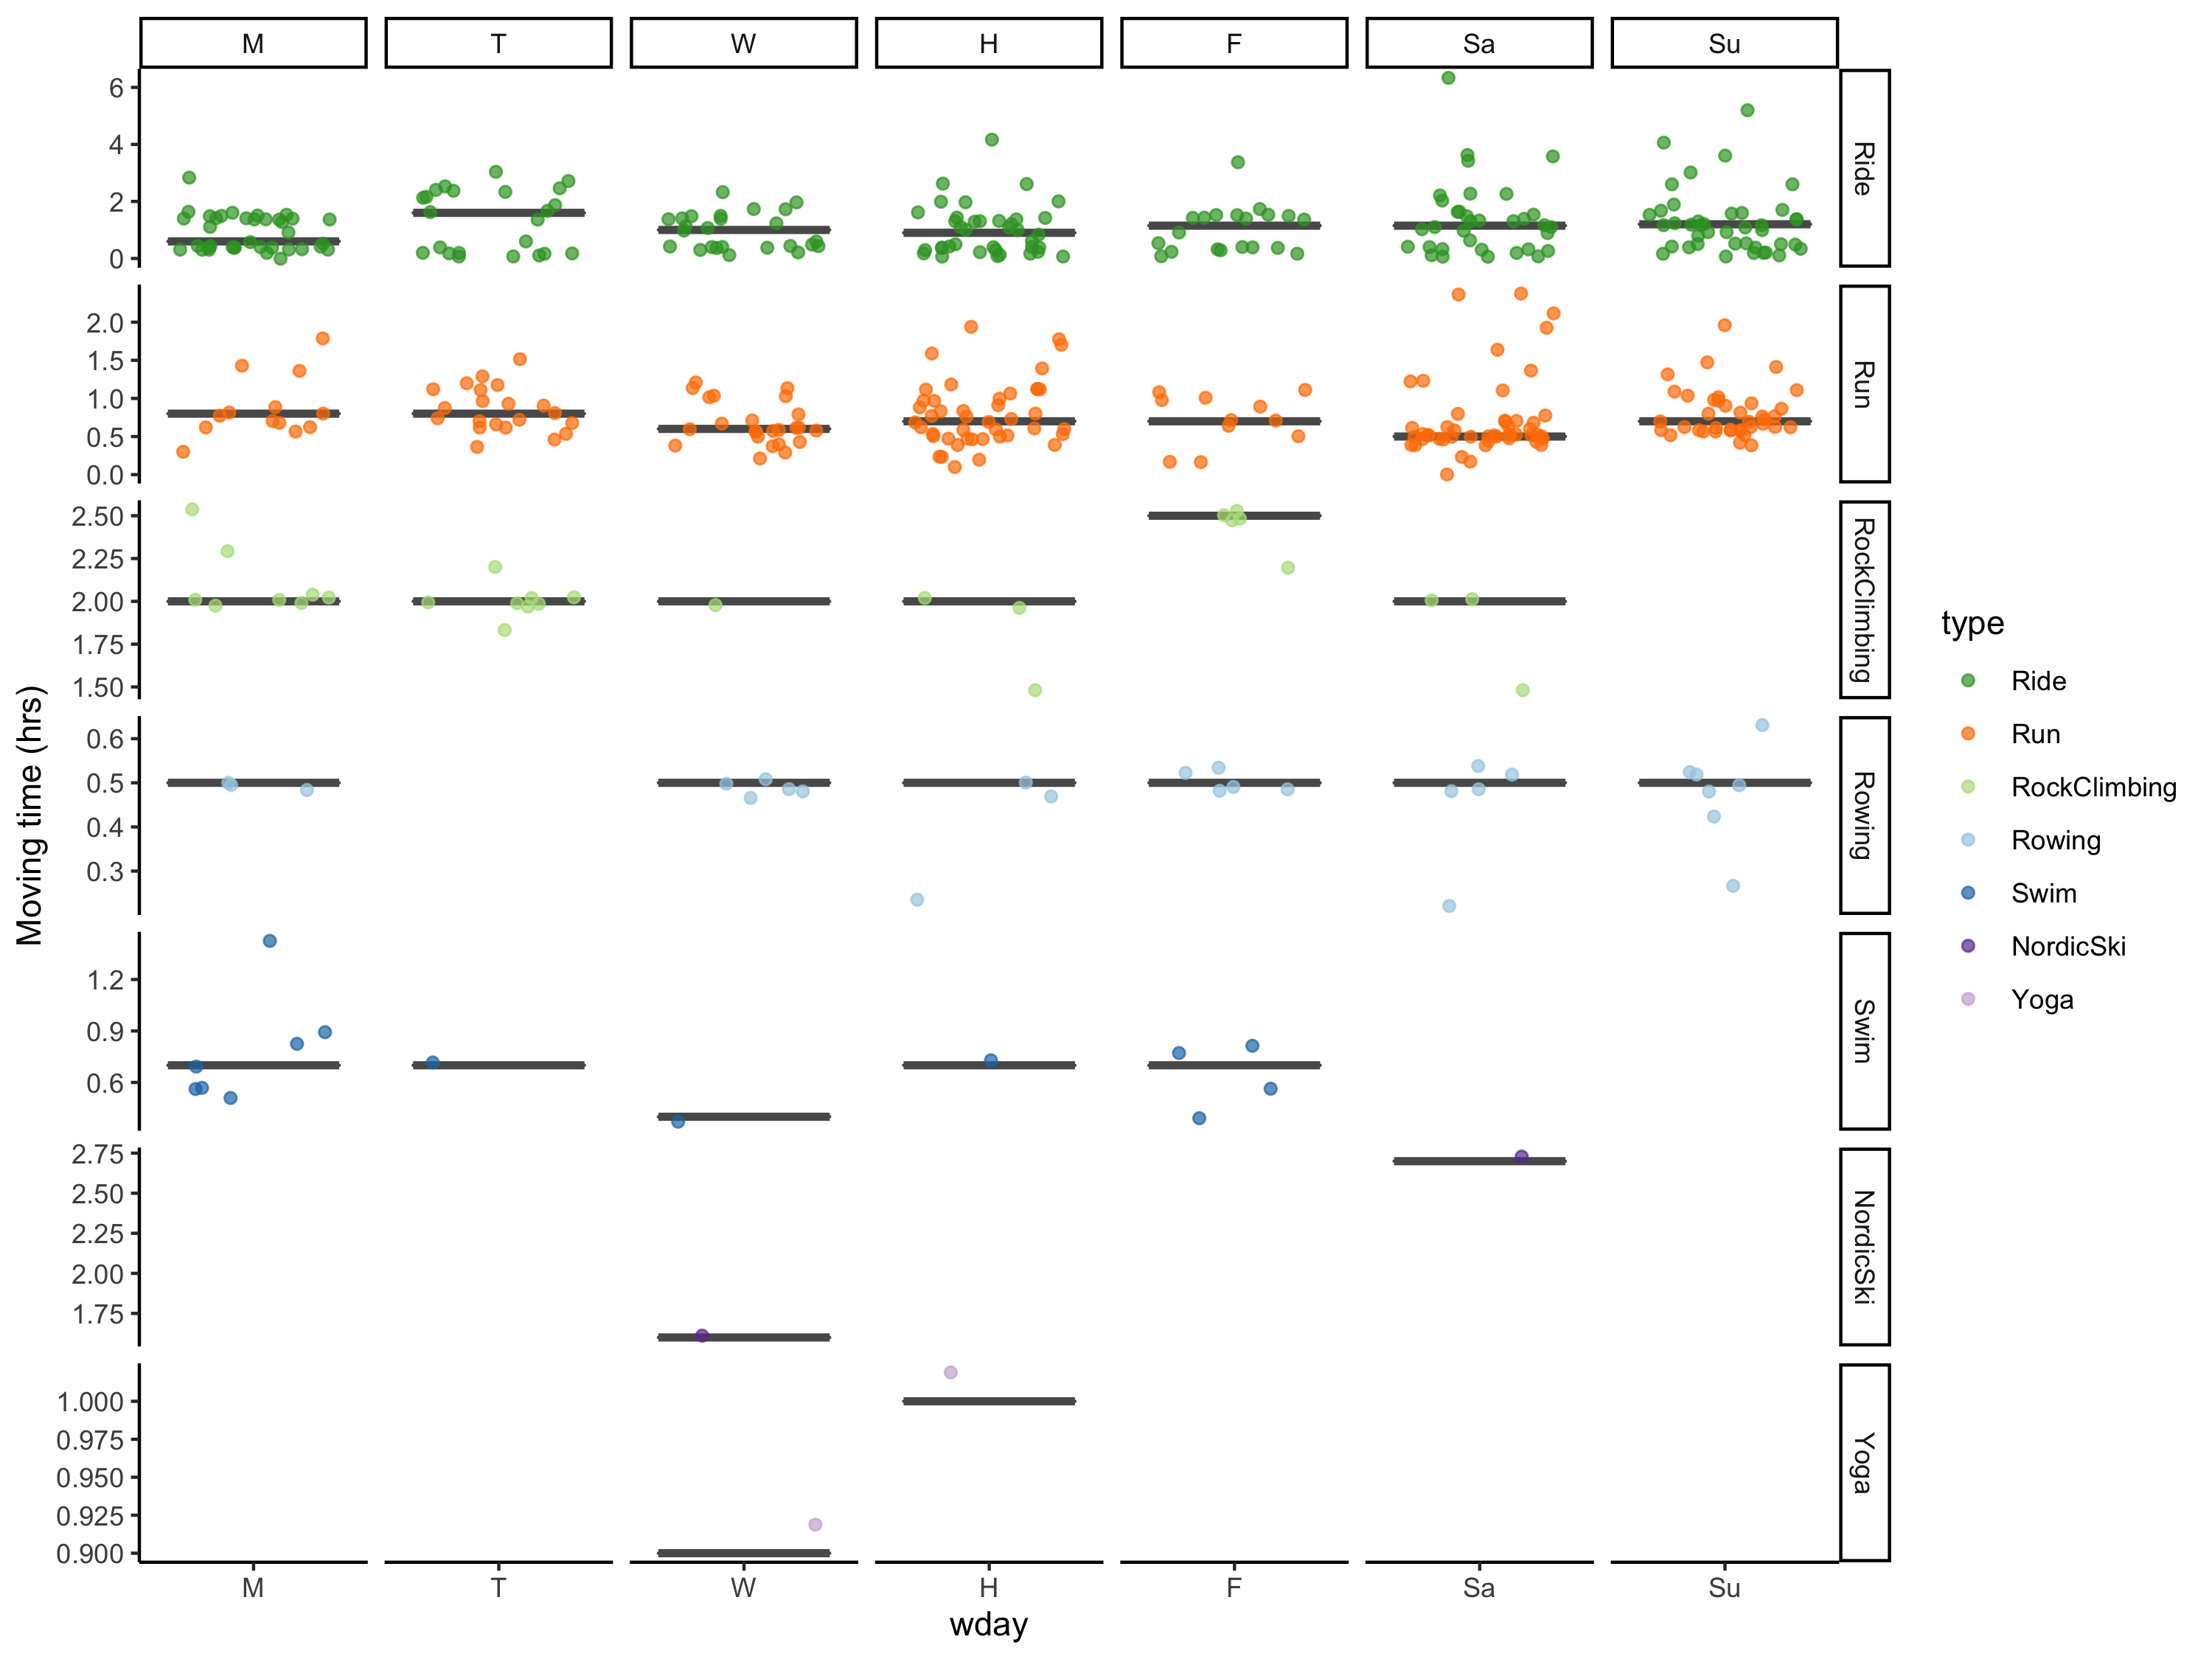 M T W H F Sa Su
6
4
2
0
Ride
2.0
1.5
1.0
0.5
0.0
Run
2.50
2.25
2.00
1.75
1.50
RockClimbing
0.6
0.5
0.4
0.3
Rowing
1.2
0.9
0.6
Swim
2.75
2.50
2.25
2.00
1.75
NordicSki
1.000
0.975
0.950
0.925
0.900
Yoga
M T W H F Sa Su
wday
Moving time (hrs)
type
Ride
Run
RockClimbing
Rowing
Swim
NordicSki
Yoga